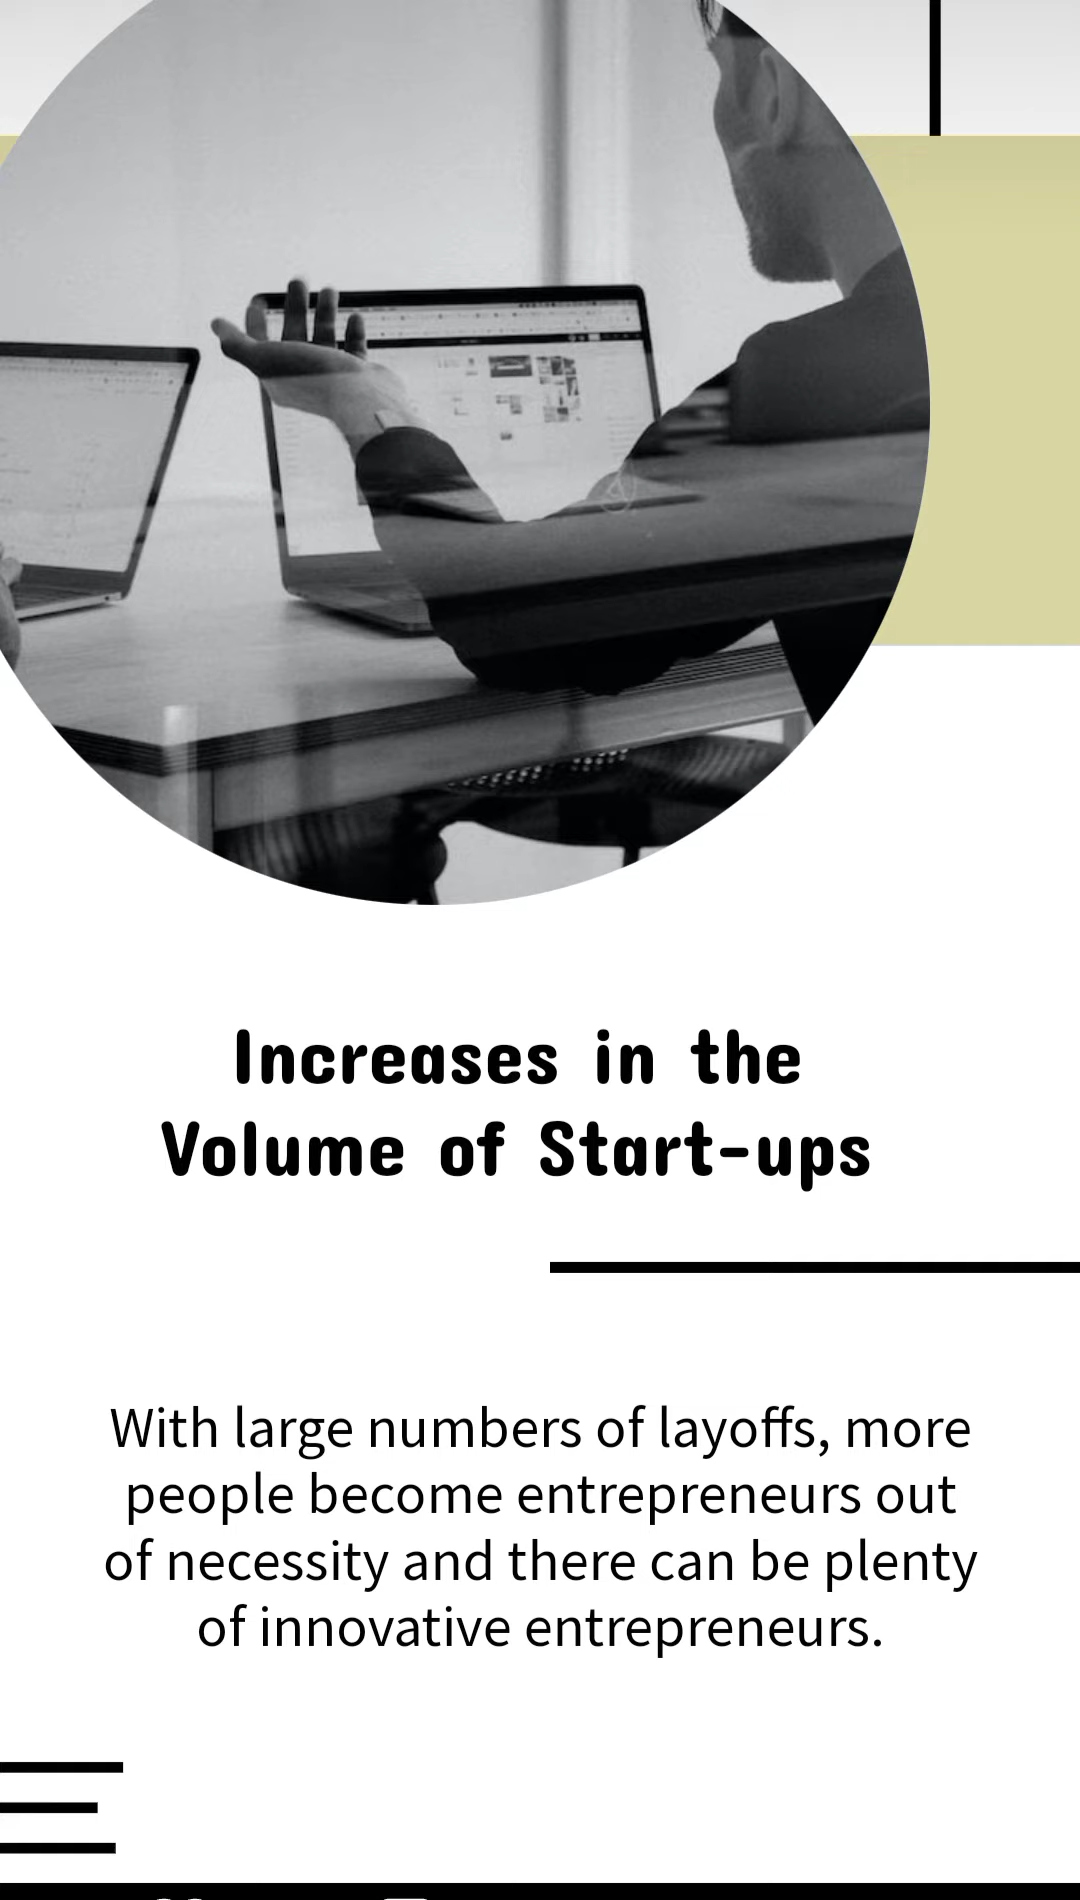 Increases in the
Volume of Start-ups
With large numbers of layoffs, more
people become entrepreneurs out
of necessity and there can be plenty
of innovative entrepreneurs.